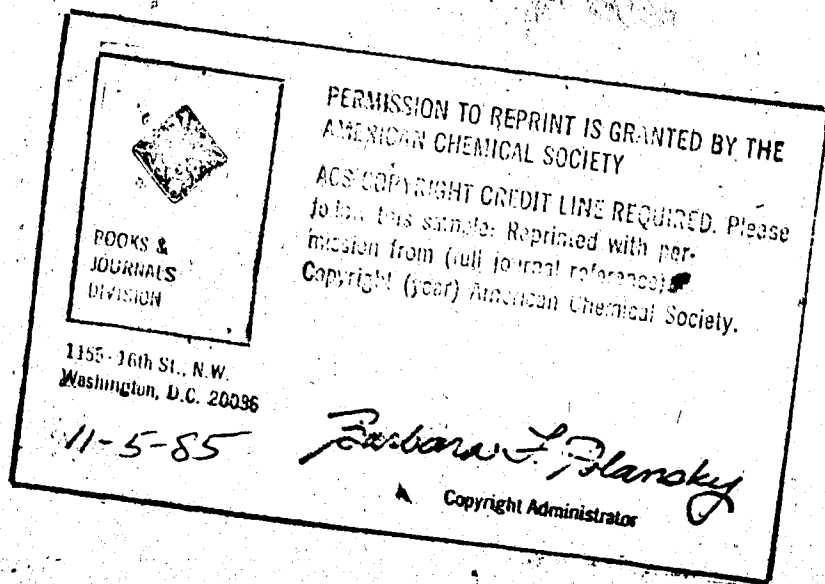 BOOKS &
JOURNALS
DIVISION
1155-16th St., N.W.
Washington, D.C. 20036
11-5-85
PERMISSION TO REPRINT IS GRANTED BY THE
AMERICAN CHEMICAL SOCIETY
ACS COPYRIGHT CREDIT LINE REQUIRED. Please
follow this sample: Reprinted with per-
mission from (full journal reference).
Copyright (year) American Chemical Society.
Barbara F. Polansky
Copyright Administrator